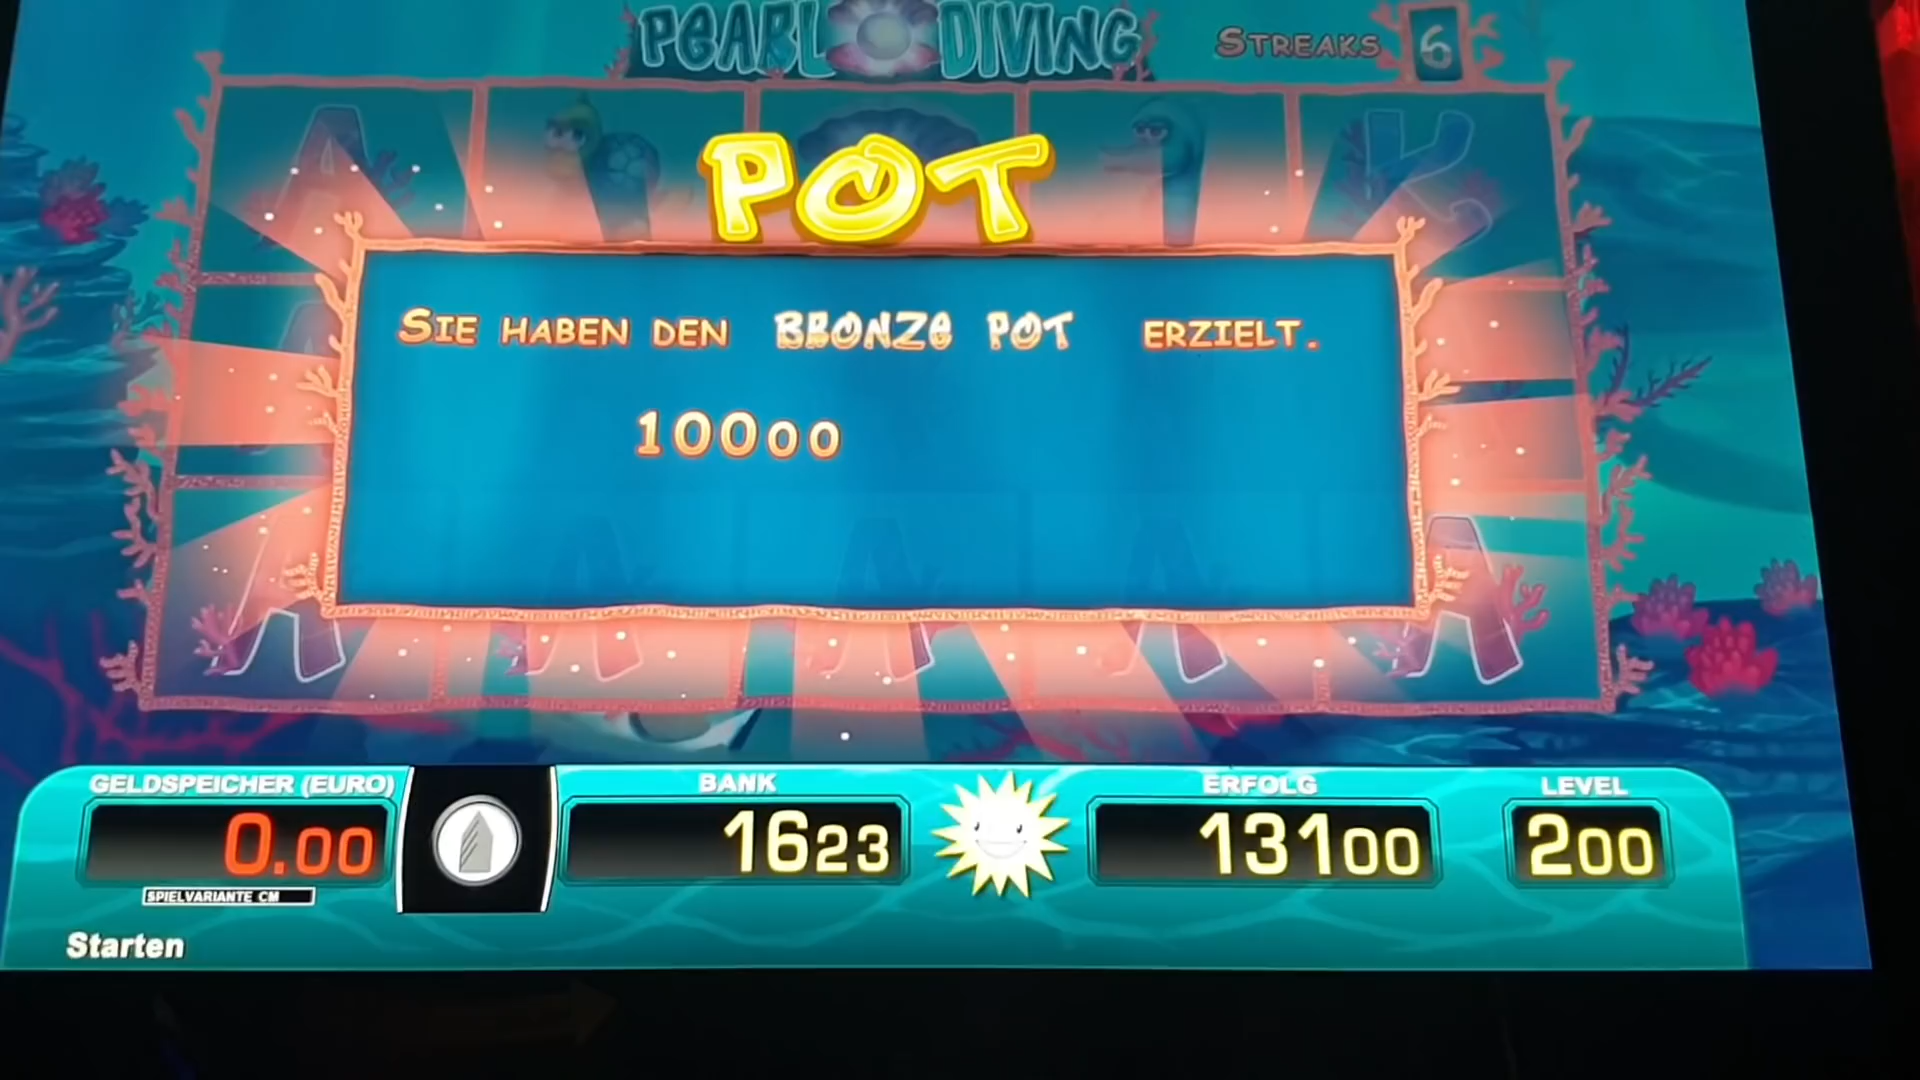 PEARL DIVING
STREAKS 6
POT
SIE HABEN DEN BRONZE POT ERZIELT.
10000
GELDSPEICHER (EURO)
0.00
SPIELVARIANTE CM
BANK
1623
ERFOLG
13100
LEVEL
200
Starten